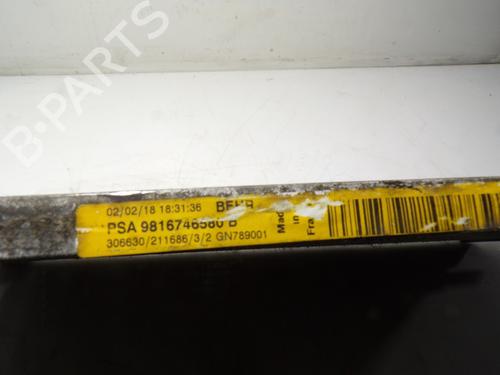 B-PARTS
02/02/18 18:31:36 BEHR
PSA 9816746580 B
306630/211686/3/2 GN789001
Made
in
Fra